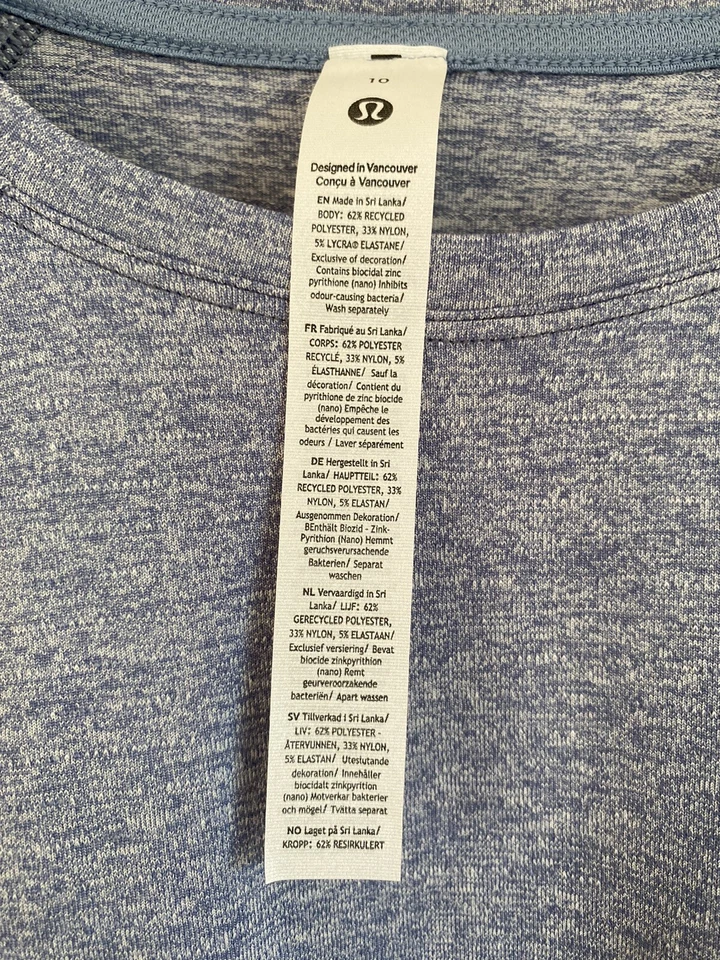 10
Designed in Vancouver
Conçu à Vancouver
EN Made in Sri Lanka/
BODY: 62% RECYCLED
POLYESTER, 33% NYLON,
5% LYCRA® ELASTANE/
Exclusive of decoration/
Contains biocidal zinc
pyrithione (nano) Inhibits
odour-causing bacteria/
Wash separately
FR Fabriqué au Sri Lanka/
CORPS: 62% POLYESTER
RECYCLÉ, 33% NYLON, 5%
ÉLASTHANNE/ Sauf la
décoration/ Contient du
pyrithione de zinc biocide
(nano) Empêche le
développement des
bactéries qui causent les
odeurs / Laver séparément
DE Hergestellt in Sri
Lanka/ HAUPTTEIL: 62%
RECYCLED POLYESTER, 33%
NYLON, 5% ELASTAN/
Ausgenommen Dekoration/
BEnthält Biozid - Zink-
Pyrithion (Nano) Hemmt
geruchsverursachende
Bakterien/ Separat
waschen
NL Vervaardigd in Sri
Lanka/ LIJF: 62%
GERECYCLED POLYESTER,
33% NYLON, 5% ELASTAAN/
Exclusief versiering/ Bevat
biocide zinkpyrithion
(nano) Remt
geurveroorzakende
bacteriën/ Apart wassen
SV Tillverkad i Sri Lanka/
LIV: 62% POLYESTER -
ÅTERVUNNEN, 33% NYLON,
5% ELASTAN/ Uteslutande
dekoration/ Innehåller
biocidalt zinkpyrition
(nano) Motverkar bakterier
och mögel/ Tvätta separat
NO Laget på Sri Lanka/
KROPP: 62% RESIRKULERT